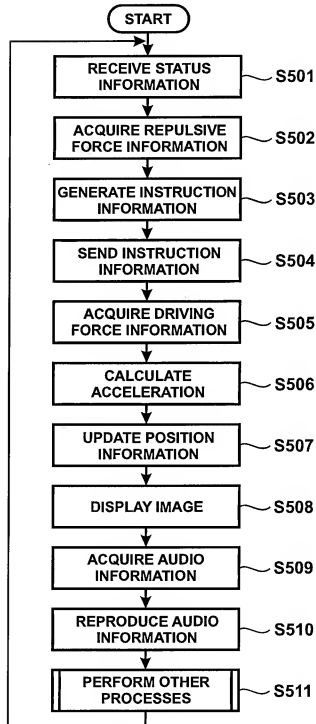 START
RECEIVE STATUS
INFORMATION
S501
ACQUIRE REPULSIVE
FORCE INFORMATION
S502
GENERATE INSTRUCTION
INFORMATION
S503
SEND INSTRUCTION
INFORMATION
S504
ACQUIRE DRIVING
FORCE INFORMATION
S505
CALCULATE
ACCELERATION
S506
UPDATE POSITION
INFORMATION
S507
DISPLAY IMAGE
S508
ACQUIRE AUDIO
INFORMATION
S509
REPRODUCE AUDIO
INFORMATION
S510
PERFORM OTHER
PROCESSES
S511